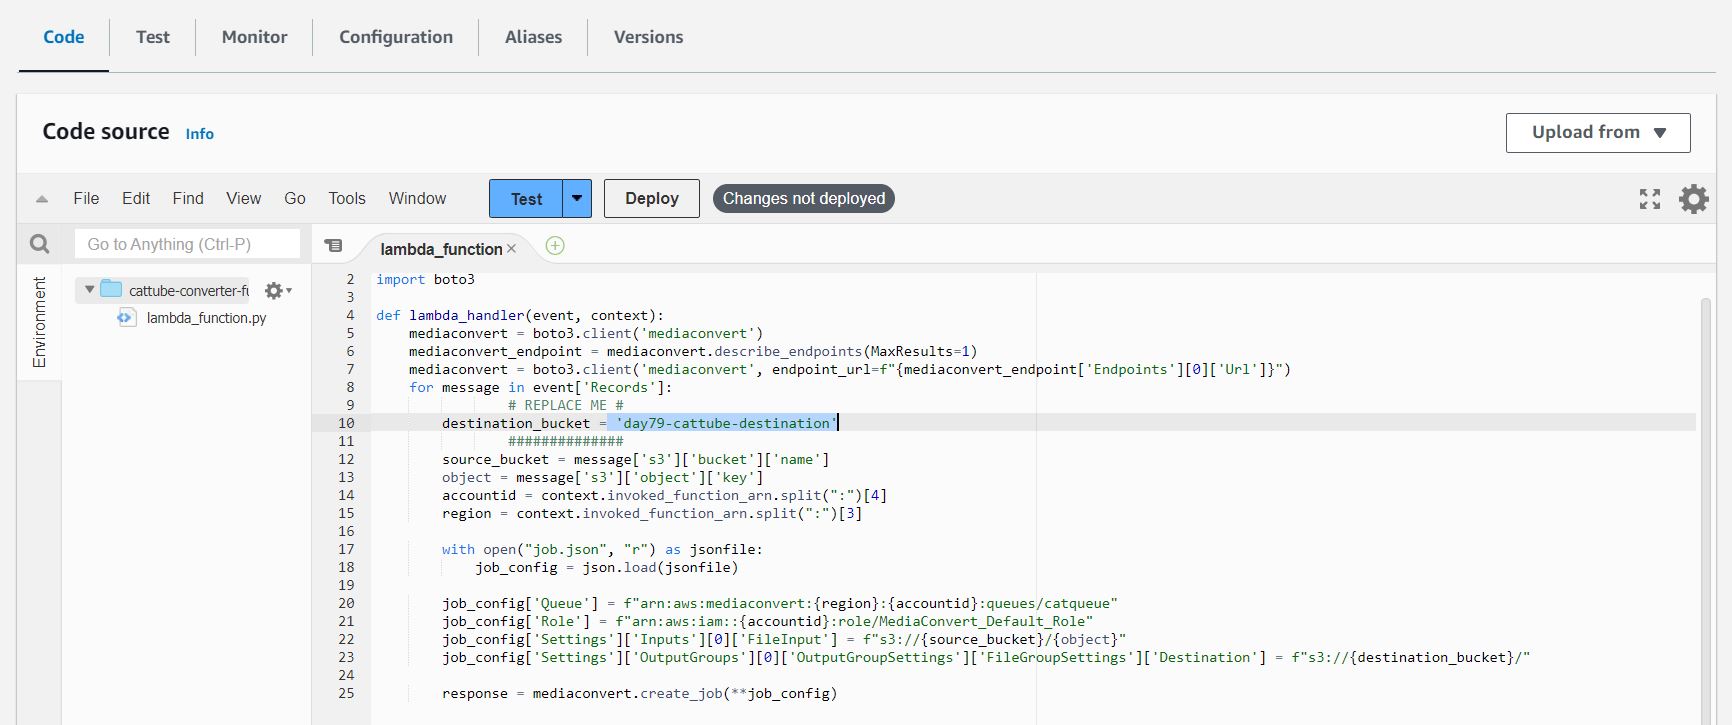 Code Test Monitor Configuration Aliases Versions
Code source Info Upload from
File Edit Find View Go Tools Window Test Deploy Changes not deployed
Go to Anything (Ctrl-P) lambda_function
Environment
cattube-converter-fu
lambda_function.py
2 import boto3
3
4 def lambda_handler(event, context):
5 mediaconvert = boto3.client('mediaconvert')
6 mediaconvert_endpoint = mediaconvert.describe_endpoints(MaxResults=1)
7 mediaconvert = boto3.client('mediaconvert', endpoint_url=f"{mediaconvert_endpoint['Endpoints'][0]['Url']}")
8 for message in event['Records']:
9 # REPLACE ME #
10 destination_bucket = 'day79-cattube-destination'
11 ##############
12 source_bucket = message['s3']['bucket']['name']
13 object = message['s3']['object']['key']
14 accountid = context.invoked_function_arn.split(":")[4]
15 region = context.invoked_function_arn.split(":")[3]
16
17 with open("job.json", "r") as jsonfile:
18 job_config = json.load(jsonfile)
19
20 job_config['Queue'] = f"arn:aws:mediaconvert:{region}:{accountid}:queues/catqueue"
21 job_config['Role'] = f"arn:aws:iam::{accountid}:role/MediaConvert_Default_Role"
22 job_config['Settings']['Inputs'][0]['FileInput'] = f"s3://{source_bucket}/{object}"
23 job_config['Settings']['OutputGroups'][0]['OutputGroupSettings']['FileGroupSettings']['Destination'] = f"s3://{destination_bucket}/"
24
25 response = mediaconvert.create_job(**job_config)